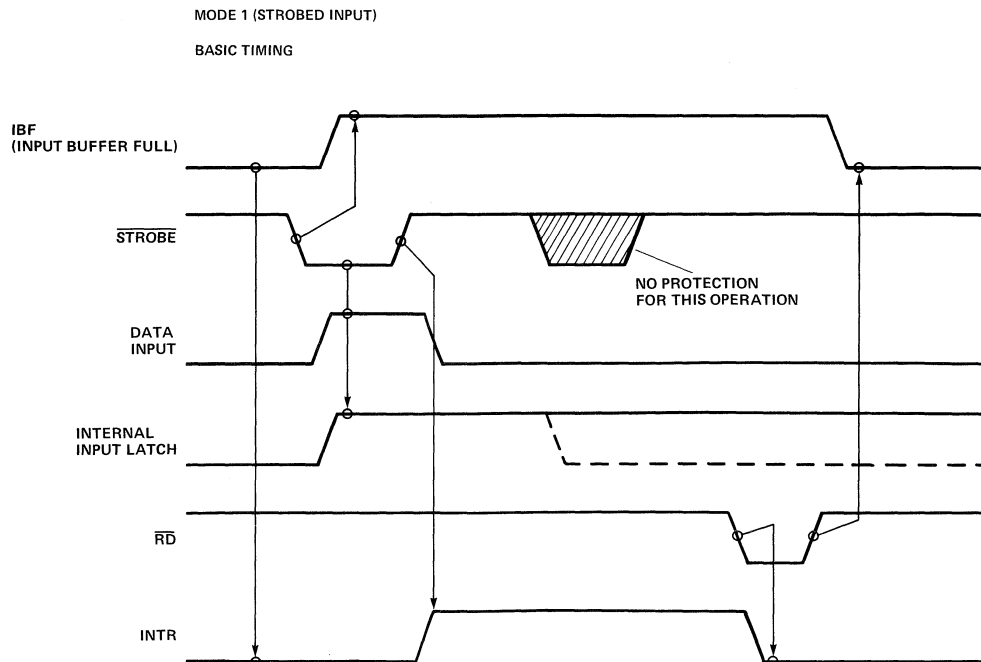 MODE 1 (STROBED INPUT)
BASIC TIMING
IBF
(INPUT BUFFER FULL)
STROBE
NO PROTECTION
FOR THIS OPERATION
DATA
INPUT
INTERNAL
INPUT LATCH
RD
INTR